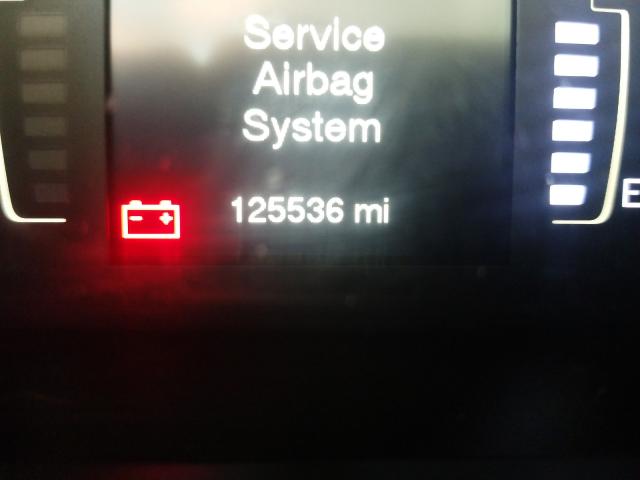 Service
Airbag
System
125536 mi
E